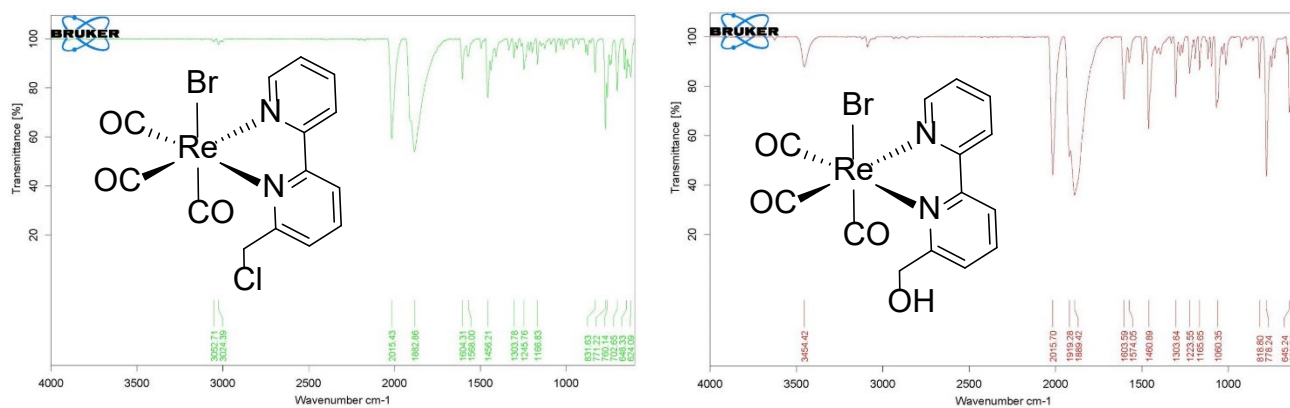 BRUKER
Transmittance [%]
100
80
60
40
20
Br
OC
OC
CO
Re
N
N
Cl
3052.71
3024.39
2015.43
1882.86
1604.31
1568.00
1456.21
1303.78
1245.76
1166.83
831.63
771.22
760.14
702.65
648.33
624.09
4000
3500
3000
2500
2000
1500
1000
Wavenumber cm-1
BRUKER
Transmittance [%]
100
80
60
40
20
Br
OC
OC
CO
Re
N
N
OH
3454.42
2015.70
1919.28
1889.42
1603.59
1574.05
1460.89
1303.64
1223.55
1165.65
1060.35
818.80
778.24
645.24
4000
3500
3000
2500
2000
1500
1000
Wavenumber cm-1